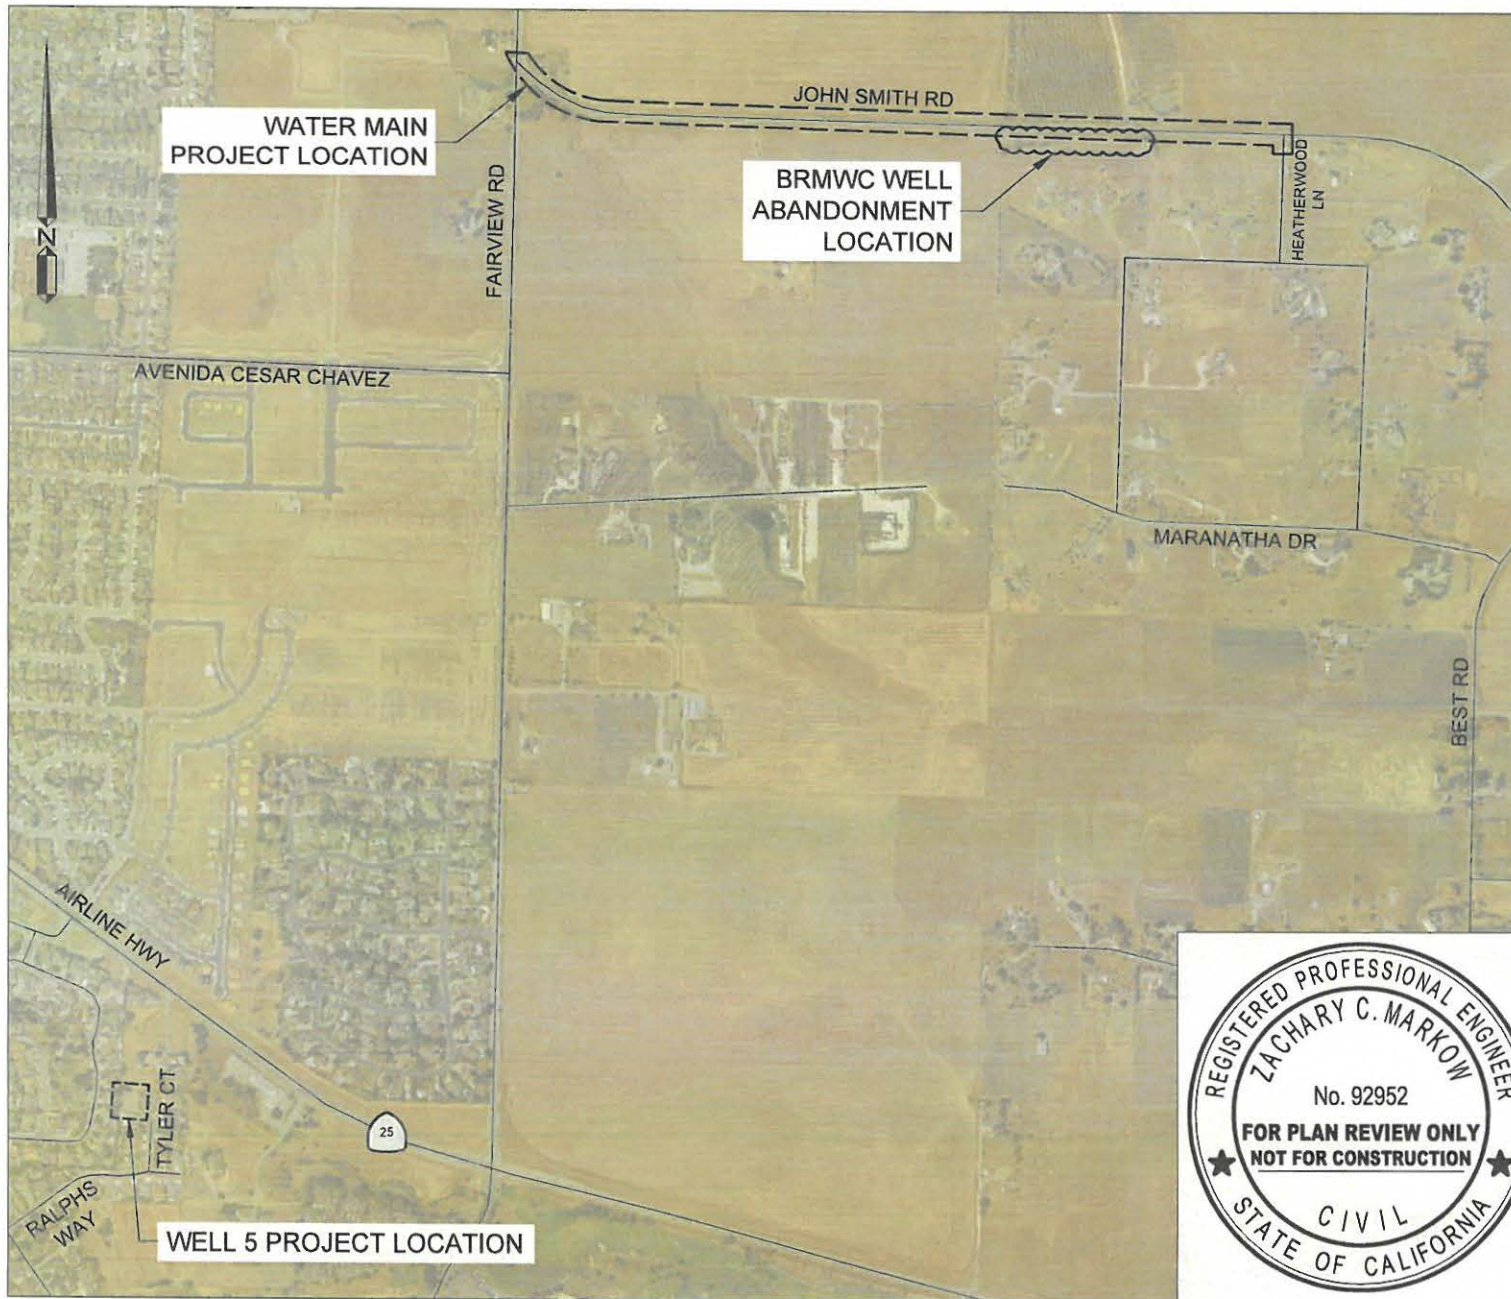 JOHN SMITH RD
WATER MAIN
PROJECT LOCATION
BRMWC WELL
ABANDONMENT
LOCATION
HEATHERWOOD
LN
N
FAIRVIEW RD
AVENIDA CESAR CHAVEZ
MARANATHA DR
BEST RD
AIRLINE HWY
25
TYLER CT
RALPHS
WAY
WELL 5 PROJECT LOCATION
REGISTERED PROFESSIONAL ENGINEER
ZACHARY C. MARKOW
No. 92952
FOR PLAN REVIEW ONLY
NOT FOR CONSTRUCTION
CIVIL
STATE OF CALIFORNIA